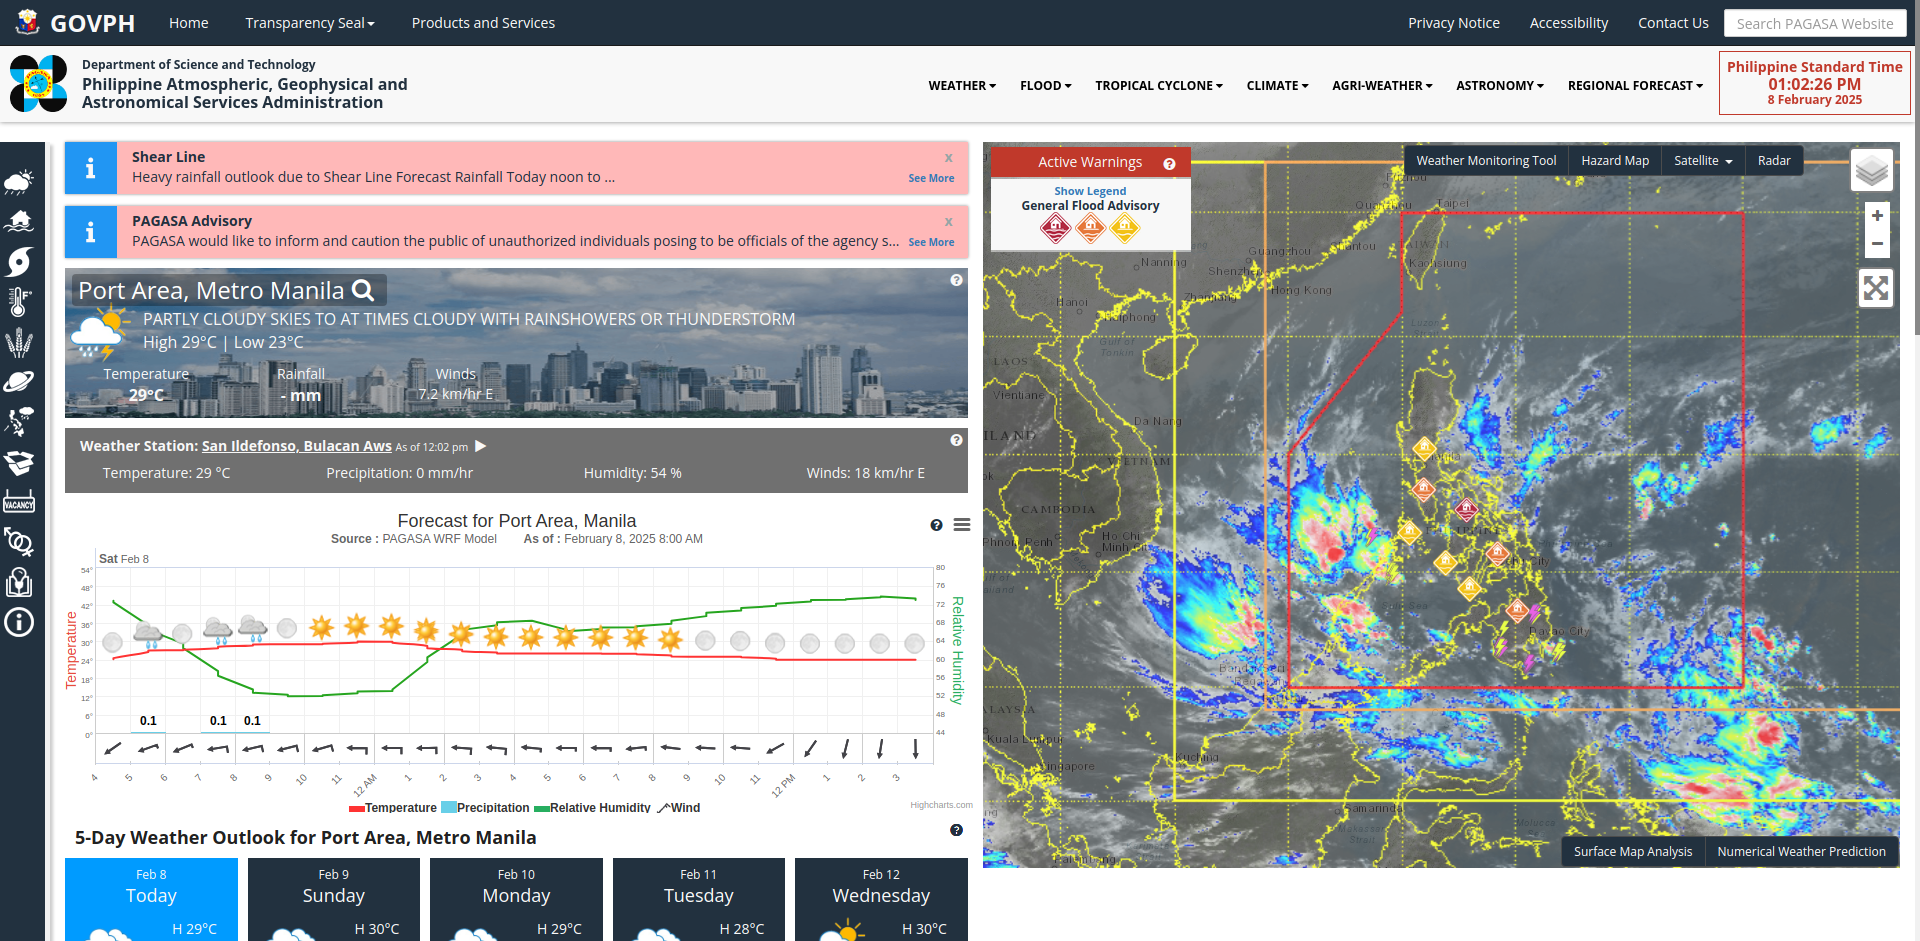 GOVPH
Home
Transparency Seal
Products and Services
Privacy Notice
Accessibility
Contact Us
Search PAGASA Website
Department of Science and Technology
Philippine Atmospheric, Geophysical and
Astronomical Services Administration
WEATHER
FLOOD
TROPICAL CYCLONE
CLIMATE
AGRI-WEATHER
ASTRONOMY
REGIONAL FORECAST
Philippine Standard Time
01:02:26 PM
8 February 2025
Shear Line
x
Heavy rainfall outlook due to Shear Line Forecast Rainfall Today noon to ...
See More
PAGASA Advisory
x
PAGASA would like to inform and caution the public of unauthorized individuals posing to be officials of the agency s...
See More
Port Area, Metro Manila
PARTLY CLOUDY SKIES TO AT TIMES CLOUDY WITH RAINSHOWERS OR THUNDERSTORM
High 29°C | Low 23°C
Temperature
29°C
Rainfall
- mm
Winds
7.2 km/hr E
Weather Station: San Ildefonso, Bulacan Aws As of 12:02 pm
Temperature: 29 °C
Precipitation: 0 mm/hr
Humidity: 54 %
Winds: 18 km/hr E
Forecast for Port Area, Manila
Source : PAGASA WRF Model As of : February 8, 2025 8:00 AM
Sat Feb 8
Temperature
54°
48°
42°
36°
30°
24°
18°
12°
6°
0°
0.1
0.1
0.1
80
76
72
68
64
60
56
52
48
44
Relative Humidity
4
5
6
7
8
9
10
11
12 AM
1
2
3
4
5
6
7
8
9
10
11
12 PM
1
2
3
Temperature
Precipitation
Relative Humidity
Wind
Highcharts.com
5-Day Weather Outlook for Port Area, Metro Manila
Feb 8
Today
H 29°C
Feb 9
Sunday
H 30°C
Feb 10
Monday
H 29°C
Feb 11
Tuesday
H 28°C
Feb 12
Wednesday
H 30°C
VACANCY
Active Warnings
Show Legend
General Flood Advisory
Weather Monitoring Tool
Hazard Map
Satellite
Radar
+
−
Taipei
Guangzhou
Nanning
Shenzhen
Kaohsiung
Hong Kong
Hanoi
Haiphong
Gulf of
Tonkin
LAOS
Vientiane
Da Nang
VIETNAM
CAMBODIA
Phnom Penh
Ho Chi
Minh City
Davao City
Kuala Lumpur
Singapore
Kuching
Samarinda
Surface Map Analysis
Numerical Weather Prediction